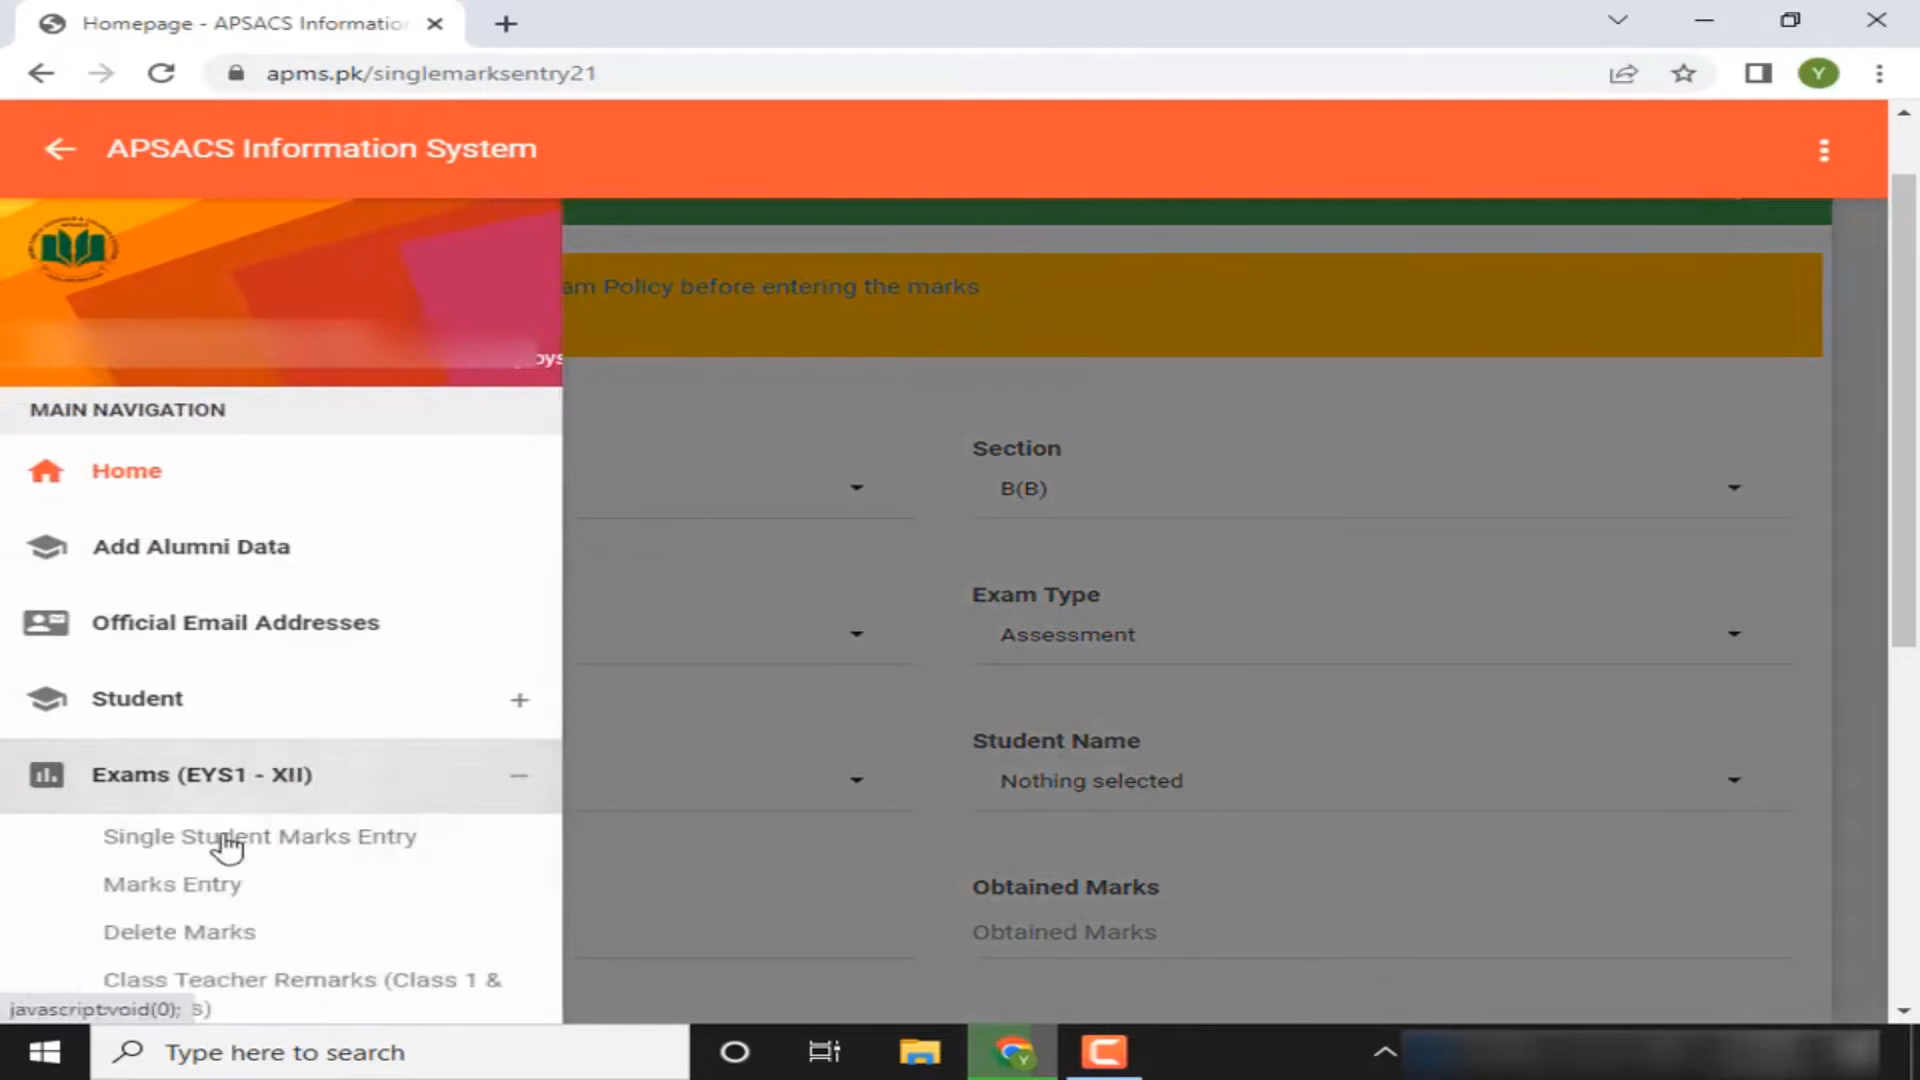 Homepage - APSACS Informatio
apms.pk/singlemarksentry21
Y
APSACS Information System
oys
am Policy before entering the marks
MAIN NAVIGATION
Home
Add Alumni Data
Official Email Addresses
Student
Exams (EYS1 - XII)
Single Student Marks Entry
Marks Entry
Delete Marks
Class Teacher Remarks (Class 1 &
s)
javascript:void(0);
Section
B(B)
Exam Type
Assessment
Student Name
Nothing selected
Obtained Marks
Obtained Marks
Type here to search